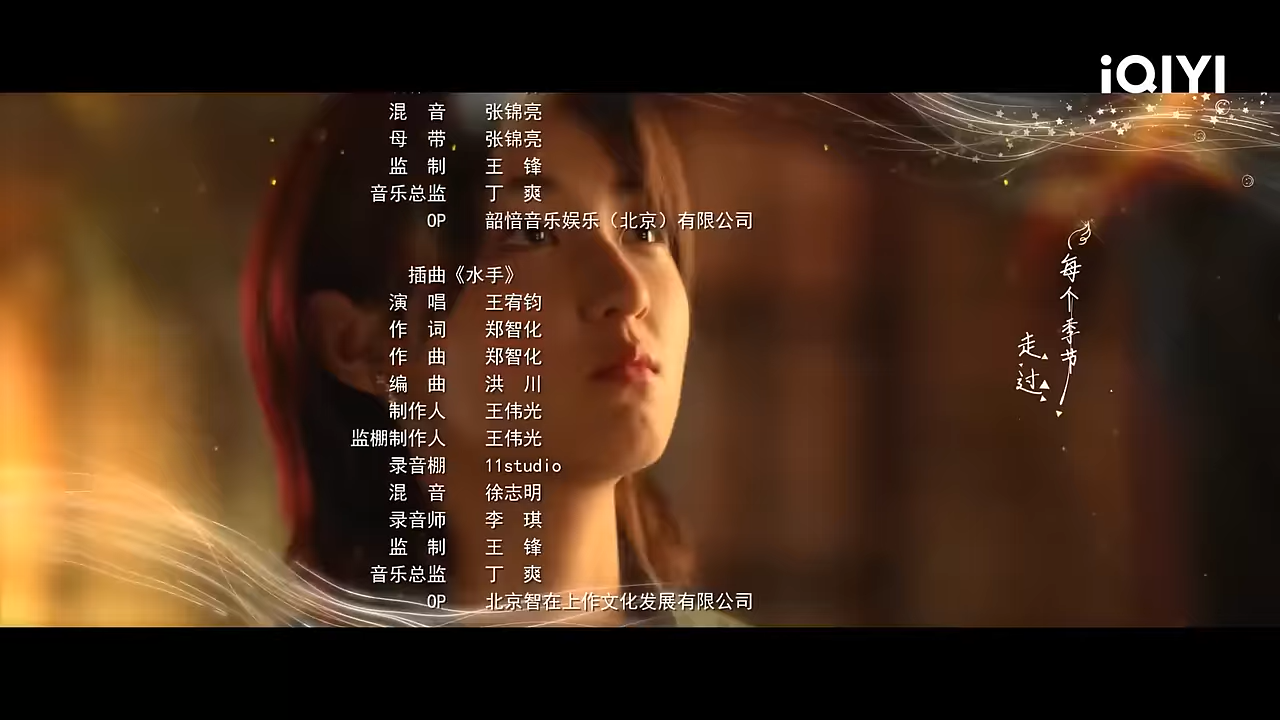 iQIYI
混 音 张锦亮
母 带 张锦亮
监 制 王 锋
音乐总监 丁 爽
OP 韶愔音乐娱乐（北京）有限公司
插曲《水手》
演 唱 王宥钧
作 词 郑智化
作 曲 郑智化
编 曲 洪 川
制作人 王伟光
监棚制作人 王伟光
录音棚 11studio
混 音 徐志明
录音师 李 琪
监 制 王 锋
音乐总监 丁 爽
OP 北京智在上作文化发展有限公司
每个季节
走过